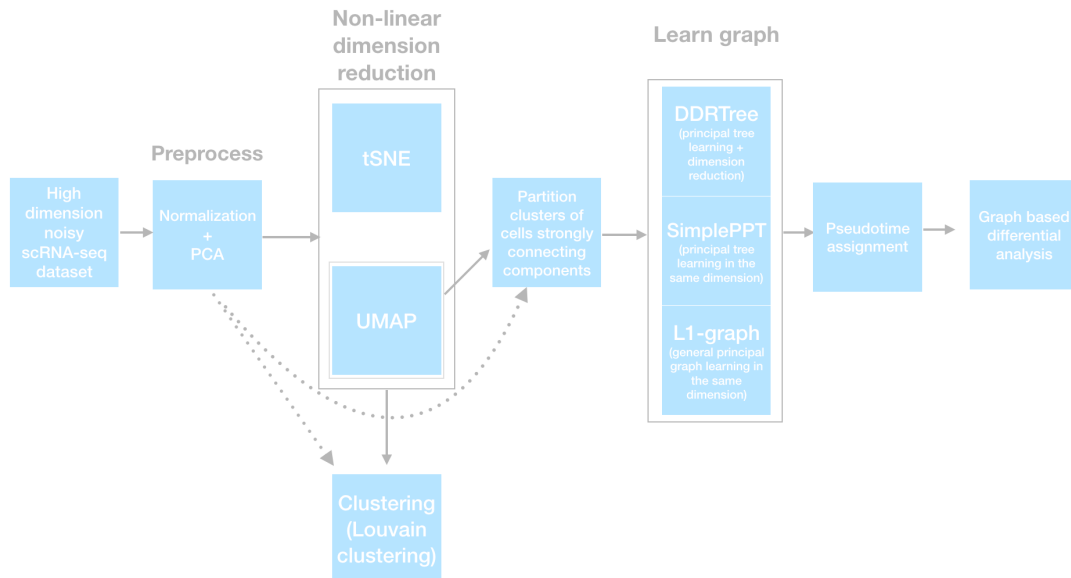 Non-linear
dimension
reduction
Learn graph
Preprocess
High
dimension
noisy
scRNA-seq
dataset
Normalization
+
PCA
tSNE
UMAP
Partition
clusters of
cells strongly
connecting
components
DDRTree
(principal tree
learning +
dimension
reduction)
SimplePPT
(principal tree
learning in the
same dimension)
L1-graph
(general principal
graph learning in
the same
dimension)
Pseudotime
assignment
Graph based
differential
analysis
Clustering
(Louvain
clustering)